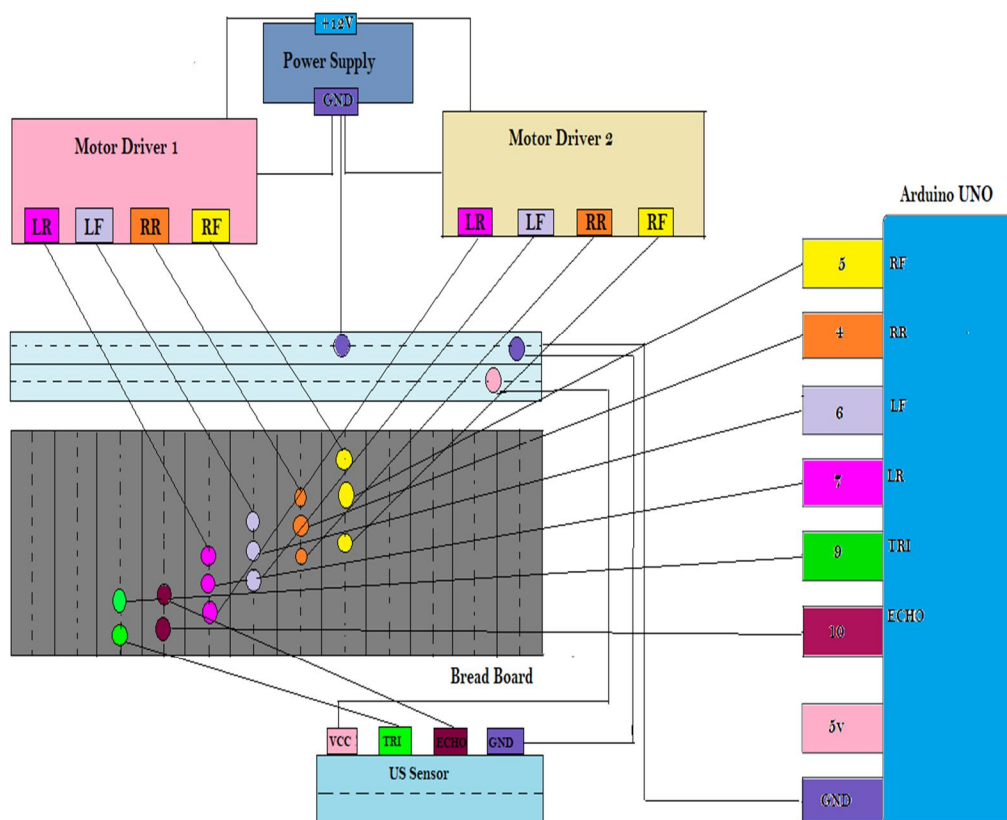 +12V
Power Supply
GND
Motor Driver 1
LR LF RR RF
Motor Driver 2
LR LF RR RF
Arduino UNO
5 RF
4 RR
6 LF
7 LR
9 TRI
10 ECHO
5v
GND
Bread Board
VCC TRI ECHO GND
US Sensor